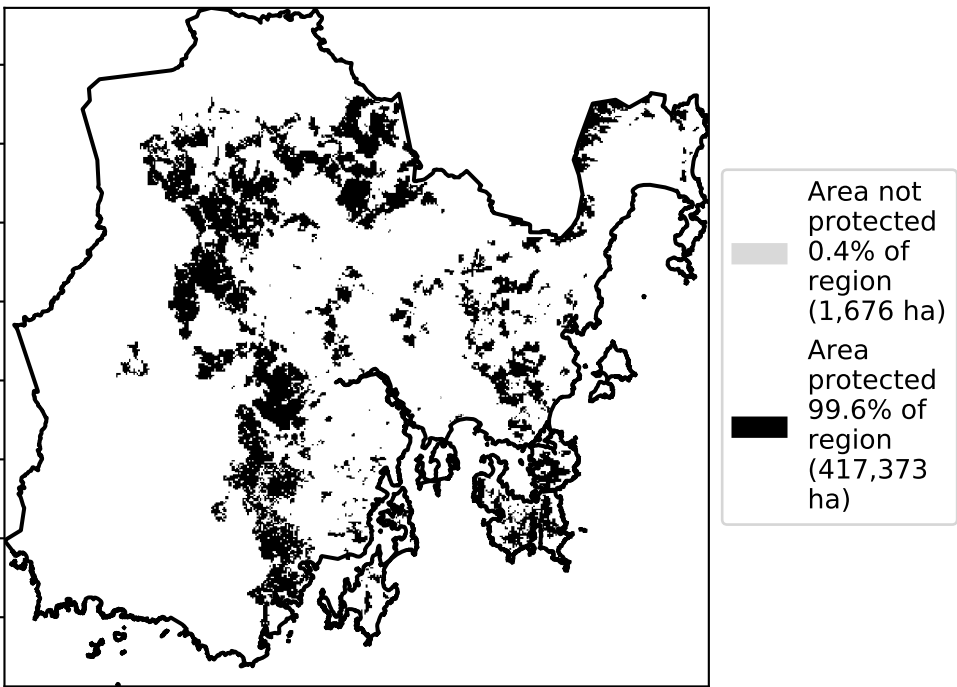 Area not
protected
0.4% of
region
(1,676 ha)
Area
protected
99.6% of
region
(417,373
ha)